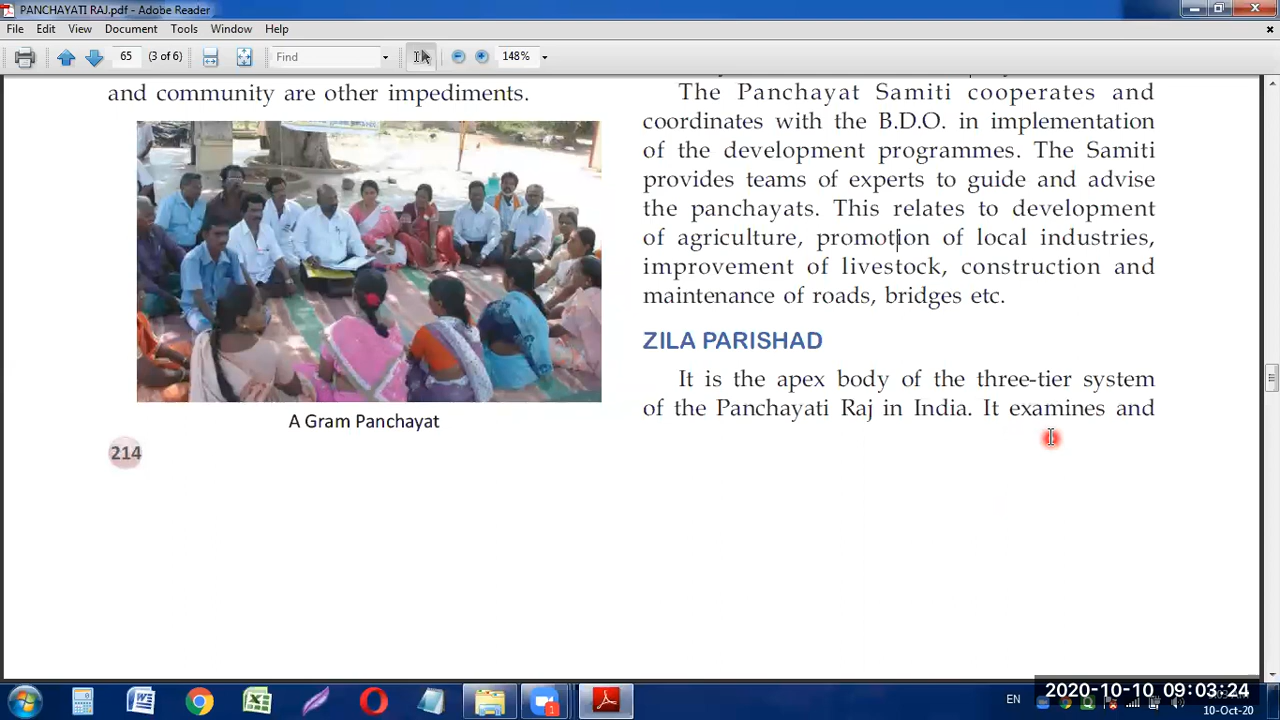 PANCHAYATI RAJ.pdf - Adobe Reader
File Edit View Document Tools Window Help
65 (3 of 6) Find 148%
and community are other impediments.
A Gram Panchayat
214
The Panchayat Samiti cooperates and
coordinates with the B.D.O. in implementation
of the development programmes. The Samiti
provides teams of experts to guide and advise
the panchayats. This relates to development
of agriculture, promotion of local industries,
improvement of livestock, construction and
maintenance of roads, bridges etc.
ZILA PARISHAD
It is the apex body of the three-tier system
of the Panchayati Raj in India. It examines and
EN
2020-10-10 09:03:24
10-Oct-20